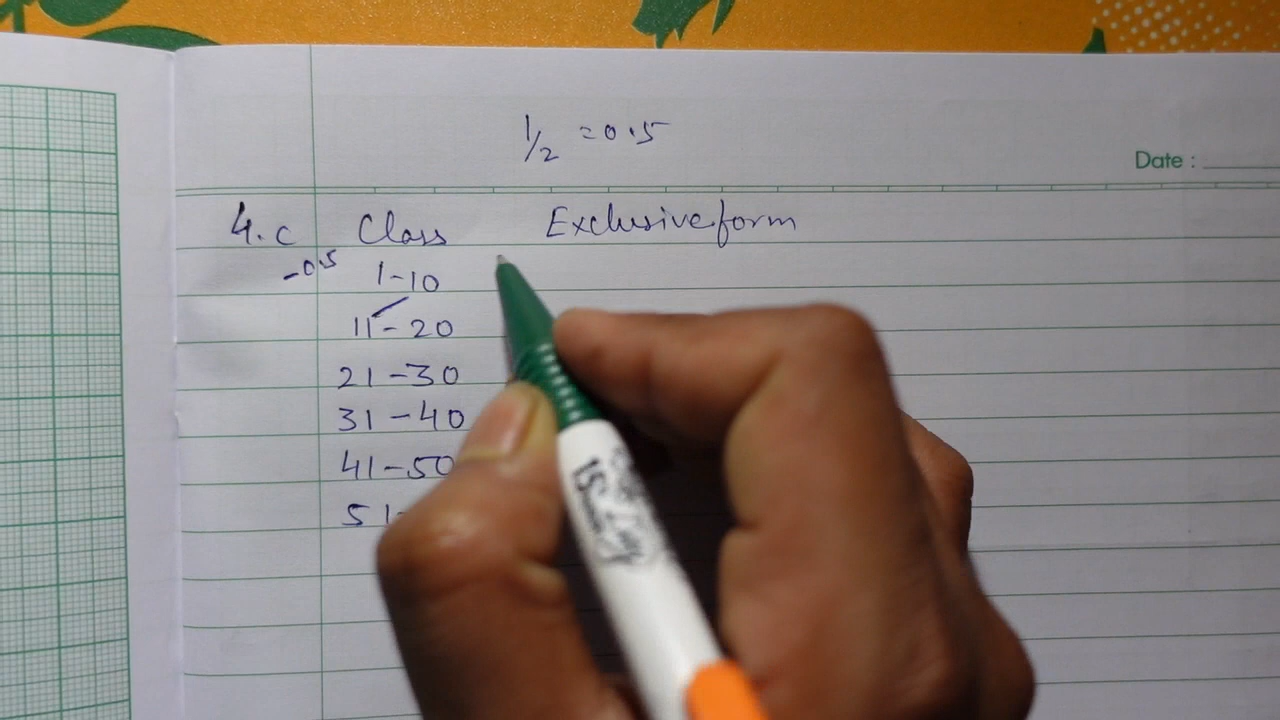 1/2 = 0.5
Date :
4. c Class Exclusive form
-0.5 1-10
11-20
21-30
31-40
41-50
51-